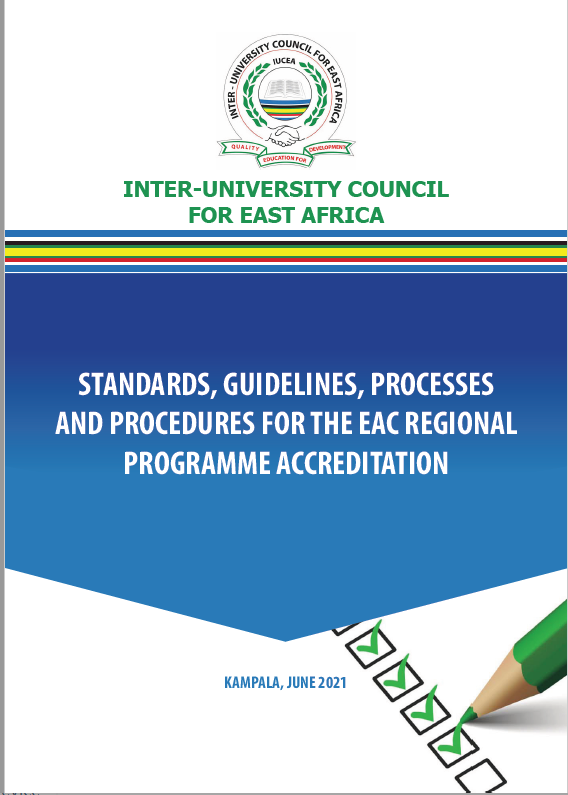 INTER - UNIVERSITY COUNCIL FOR EAST AFRICA
IUCEA
QUALITY
EDUCATION FOR
DEVELOPMENT
INTER-UNIVERSITY COUNCIL
FOR EAST AFRICA
STANDARDS, GUIDELINES, PROCESSES
AND PROCEDURES FOR THE EAC REGIONAL
PROGRAMME ACCREDITATION
KAMPALA, JUNE 2021